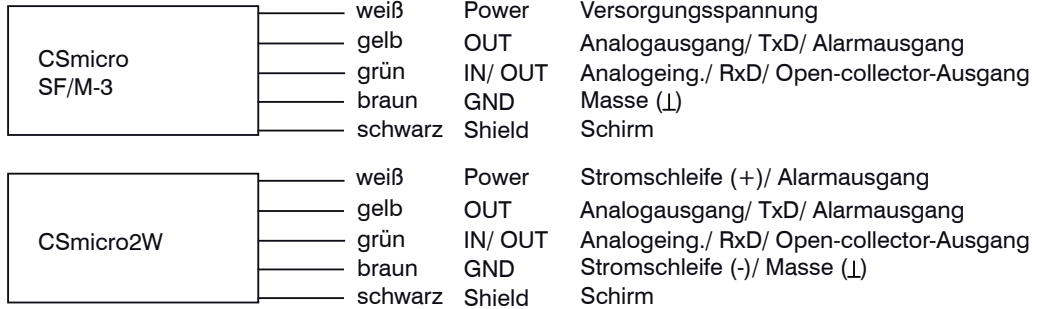 weiß Power Versorgungsspannung
gelb OUT Analogausgang/ TxD/ Alarmausgang
CSmicro
SF/M-3
grün IN/ OUT Analogeing./ RxD/ Open-collector-Ausgang
braun GND Masse (⊥)
schwarz Shield Schirm
weiß Power Stromschleife (+)/ Alarmausgang
gelb OUT Analogausgang/ TxD/ Alarmausgang
CSmicro2W
grün IN/ OUT Analogeing./ RxD/ Open-collector-Ausgang
braun GND Stromschleife (-)/ Masse (⊥)
schwarz Shield Schirm